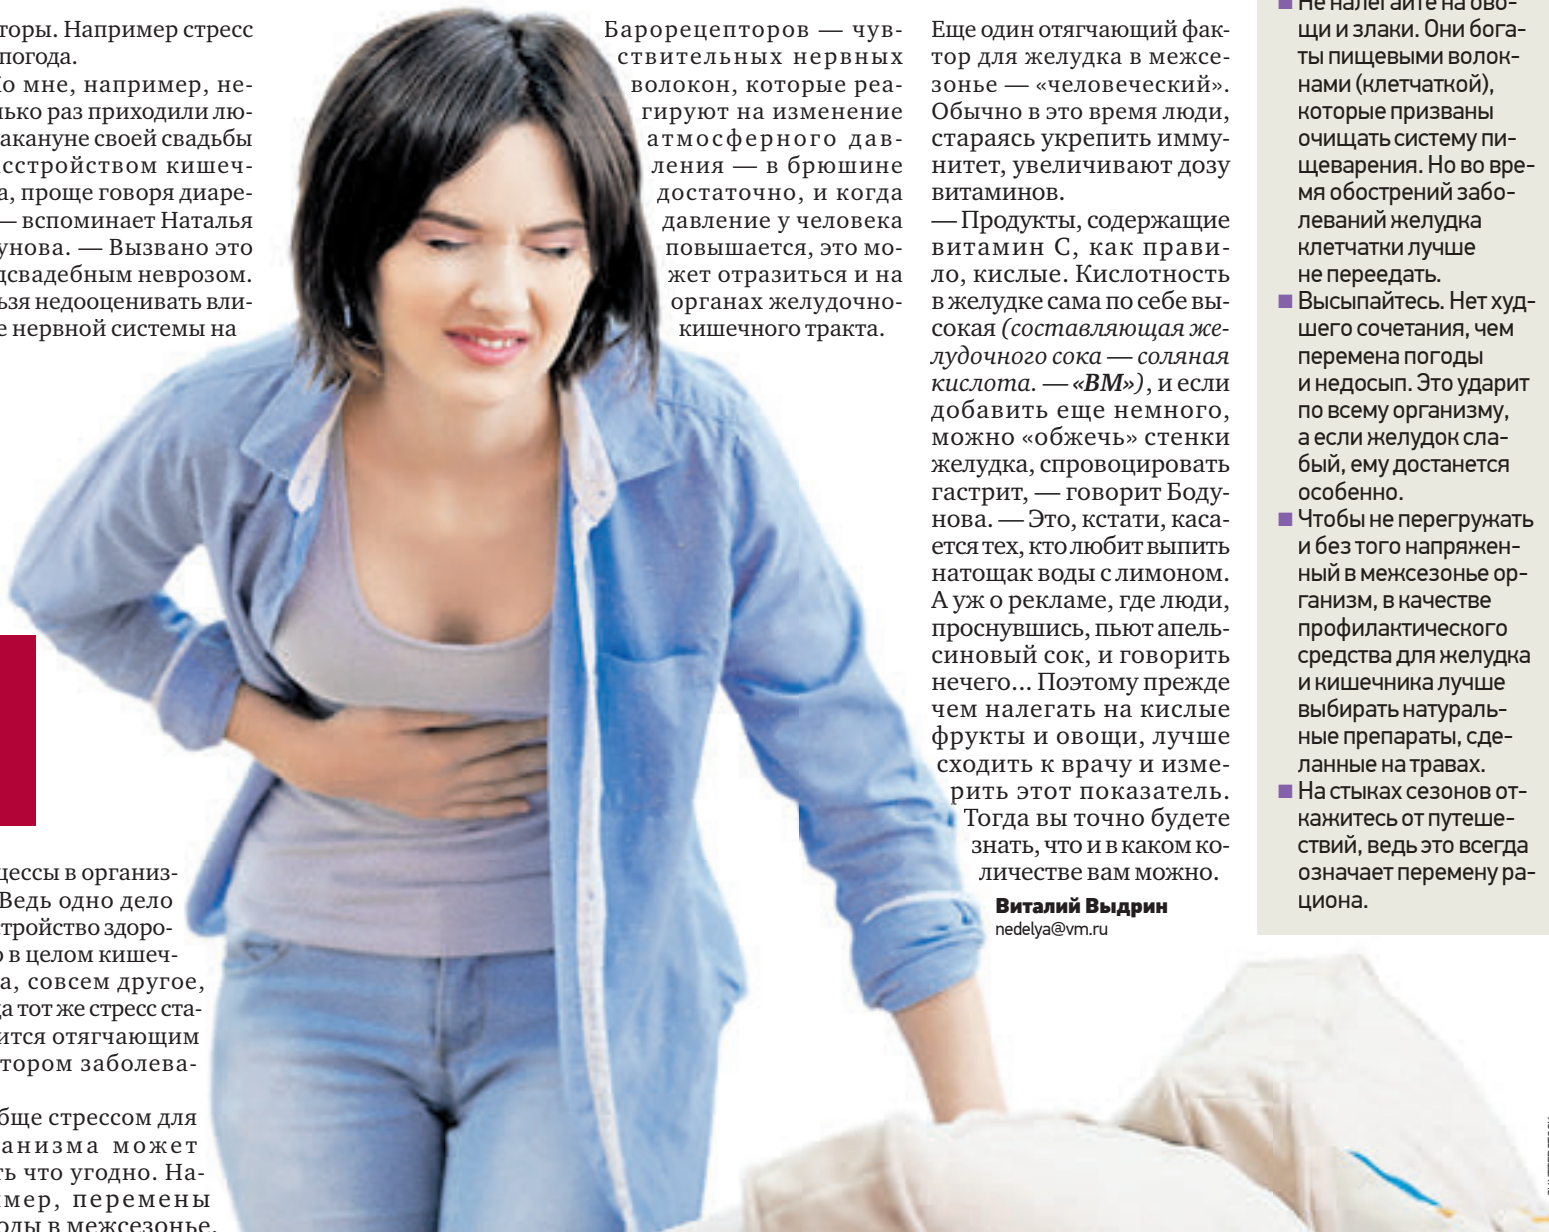 торы. Например стресс
погода.
о мне, например, не-
лько раз приходили лю-
акануне своей свадьбы
сстройством кишеч-
а, проще говоря диаре-
— вспоминает Наталья
унова. — Вызвано это
дсвадебным неврозом.
ьзя недооценивать вли-
е нервной системы на
цессы в организ-
Ведь одно дело
тройство здоро-
о в целом кишеч-
а, совсем другое,
да тот же стресс ста-
ится отягчающим
тором заболева-
бще стрессом для
анизма может
ть что угодно. На-
имер, перемены
оды в межсезонье.
Барорецепторов — чув-
ствительных нервных
волокон, которые реа-
гируют на изменение
атмосферного дав-
ления — в брюшине
достаточно, и когда
давление у человека
повышается, это мо-
жет отразиться и на
органах желудочно-
кишечного тракта.
Еще один отягчающий фак-
тор для желудка в межсе-
зонье — «человеческий».
Обычно в это время люди,
стараясь укрепить имму-
нитет, увеличивают дозу
витаминов.
— Продукты, содержащие
витамин С, как прави-
ло, кислые. Кислотность
в желудке сама по себе вы-
сокая (составляющая же-
лудочного сока — соляная
кислота. — «ВМ»), и если
добавить еще немного,
можно «обжечь» стенки
желудка, спровоцировать
гастрит, — говорит Боду-
нова. — Это, кстати, каса-
ется тех, кто любит выпить
натощак воды с лимоном.
А уж о рекламе, где люди,
проснувшись, пьют апель-
синовый сок, и говорить
нечего... Поэтому прежде
чем налегать на кислые
фрукты и овощи, лучше
сходить к врачу и изме-
рить этот показатель.
Тогда вы точно будете
знать, что и в каком ко-
личестве вам можно.
Виталий Выдрин
nedelya@vm.ru
■ Не налегайте на ово-
щи и злаки. Они бога-
ты пищевыми волок-
нами (клетчаткой),
которые призваны
очищать систему пи-
щеварения. Но во вре-
мя обострений забо-
леваний желудка
клетчатки лучше
не переедать.
■ Высыпайтесь. Нет худ-
шего сочетания, чем
перемена погоды
и недосып. Это ударит
по всему организму,
а если желудок сла-
бый, ему достанется
особенно.
■ Чтобы не перегружать
и без того напряжен-
ный в межсезонье ор-
ганизм, в качестве
профилактического
средства для желудка
и кишечника лучше
выбирать натураль-
ные препараты, сде-
ланные на травах.
■ На стыках сезонов от-
кажитесь от путеше-
ствий, ведь это всегда
означает перемену ра-
циона.